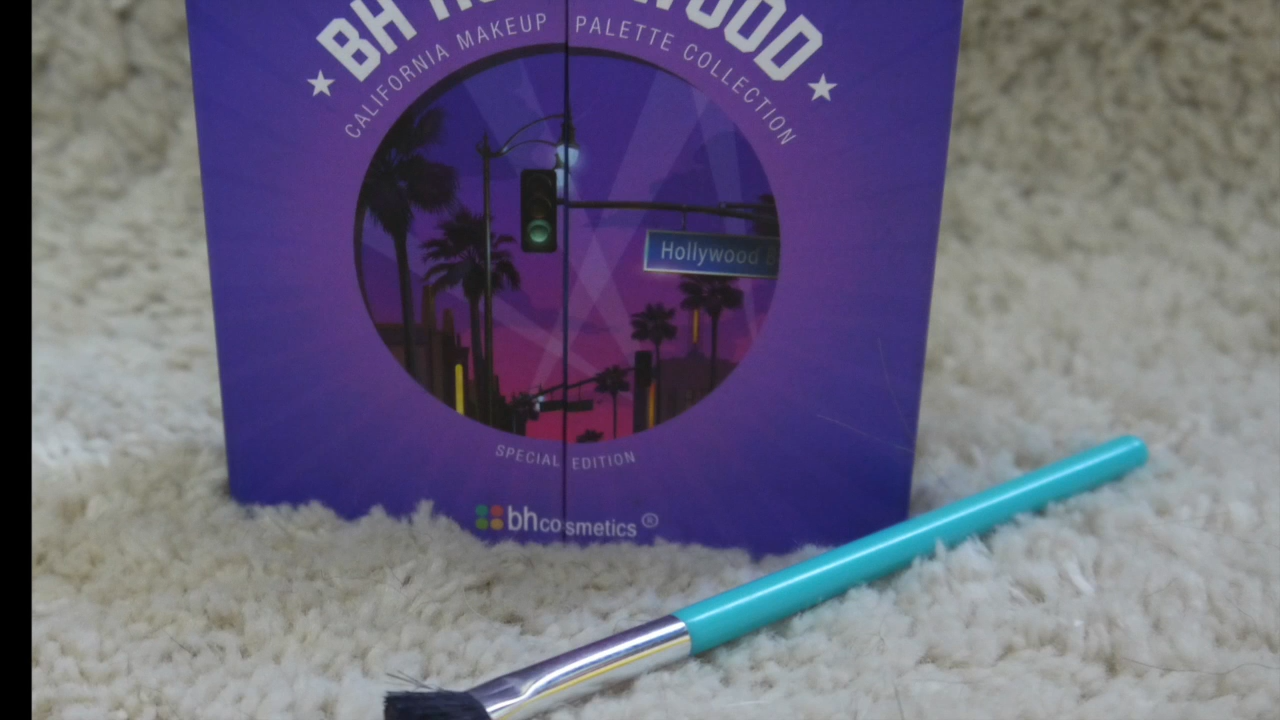 BH
CALIFORNIA MAKEUP PALETTE COLLECTION
Hollywood
SPECIAL EDITION
bhcosmetics®